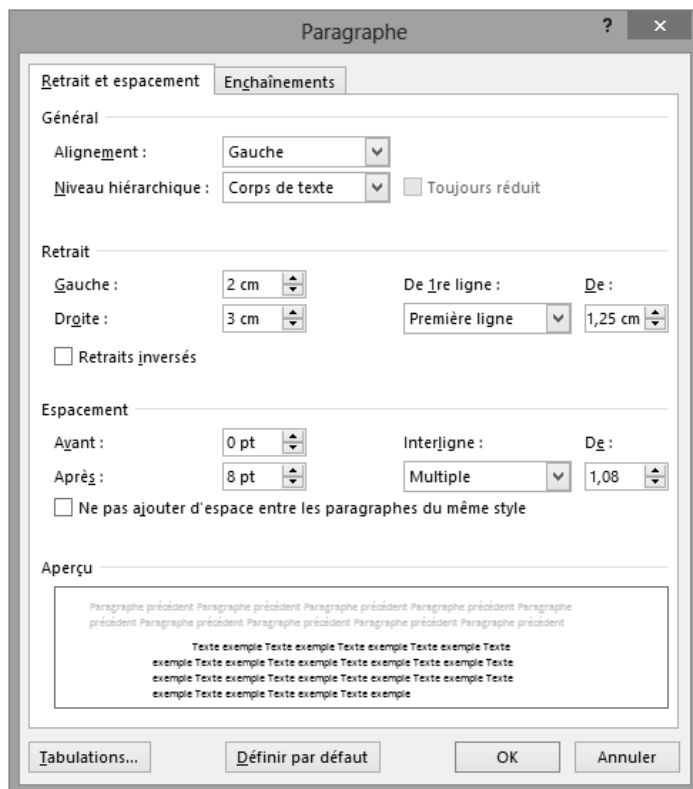 Paragraphe ? ×
Retrait et espacement Enchaînements
Général
Alignement : Gauche
Niveau hiérarchique : Corps de texte Toujours réduit
Retrait
Gauche : 2 cm De 1re ligne : De :
Droite : 3 cm Première ligne 1,25 cm
Retraits inversés
Espacement
Avant : 0 pt Interligne : De :
Après : 8 pt Multiple 1,08
Ne pas ajouter d'espace entre les paragraphes du même style
Aperçu
Paragraphe précédent Paragraphe précédent Paragraphe précédent Paragraphe précédent Paragraphe
précédent Paragraphe précédent Paragraphe précédent Paragraphe précédent Paragraphe précédent
Texte exemple Texte exemple Texte exemple Texte exemple Texte
exemple Texte exemple Texte exemple Texte exemple Texte exemple Texte
exemple Texte exemple Texte exemple Texte exemple Texte exemple Texte
exemple Texte exemple Texte exemple Texte exemple
Tabulations... Définir par défaut OK Annuler